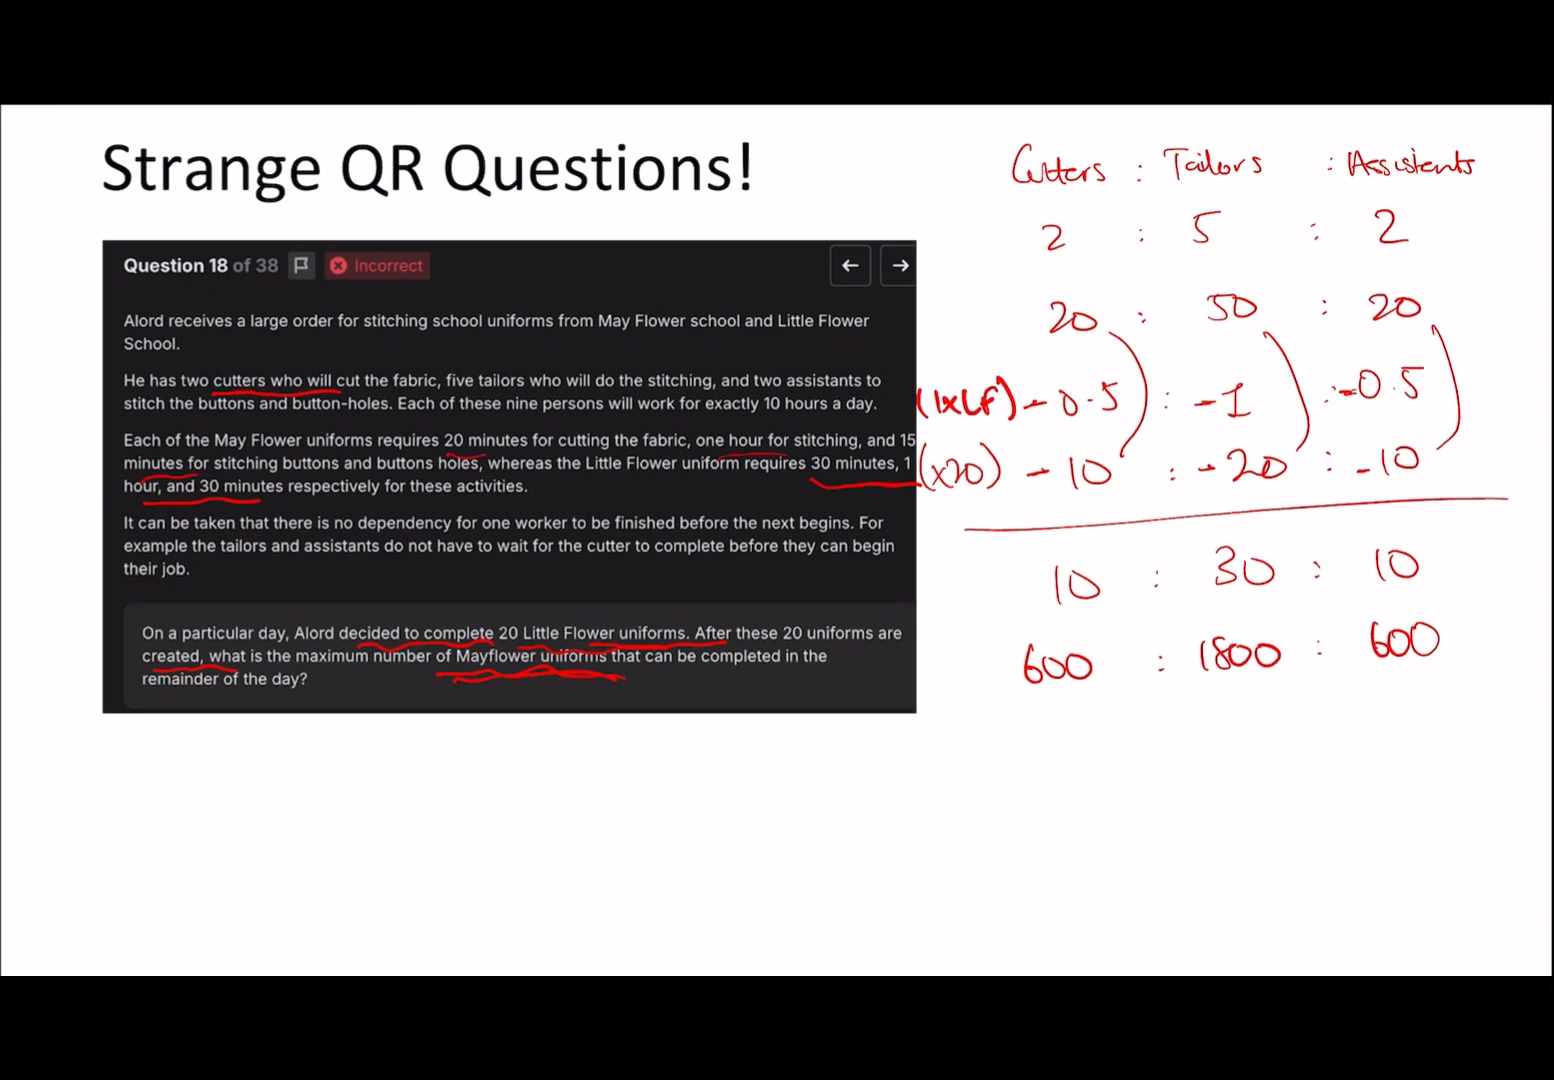 Strange QR Questions!
Question 18 of 38 Incorrect
Alord receives a large order for stitching school uniforms from May Flower school and Little Flower
School.
He has two cutters who will cut the fabric, five tailors who will do the stitching, and two assistants to
stitch the buttons and button-holes. Each of these nine persons will work for exactly 10 hours a day.
Each of the May Flower uniforms requires 20 minutes for cutting the fabric, one hour for stitching, and 15
minutes for stitching buttons and buttons holes, whereas the Little Flower uniform requires 30 minutes, 1
hour, and 30 minutes respectively for these activities.
It can be taken that there is no dependency for one worker to be finished before the next begins. For
example the tailors and assistants do not have to wait for the cutter to complete before they can begin
their job.
On a particular day, Alord decided to complete 20 Little Flower uniforms. After these 20 uniforms are
created, what is the maximum number of Mayflower uniforms that can be completed in the
remainder of the day?
Cutters : Tailors : Assistents
2 : 5 : 2
20 : 50 : 20
(1xLF) - 0.5 : - 1 : - 0.5
(x20) - 10 : - 20 : - 10
10 : 30 : 10
600 : 1800 : 600